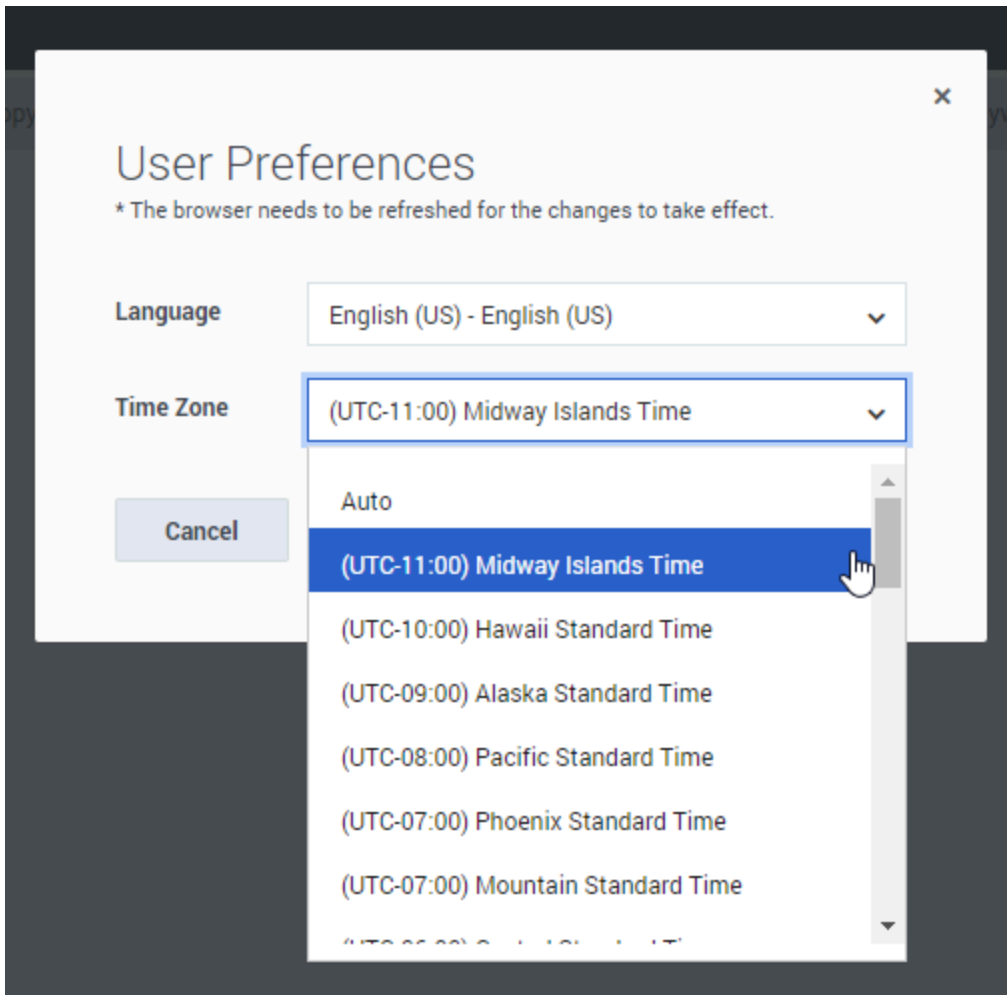 ×
User Preferences
* The browser needs to be refreshed for the changes to take effect.
Language
English (US) - English (US)
Time Zone
(UTC-11:00) Midway Islands Time
Auto
Cancel
(UTC-11:00) Midway Islands Time
(UTC-10:00) Hawaii Standard Time
(UTC-09:00) Alaska Standard Time
(UTC-08:00) Pacific Standard Time
(UTC-07:00) Phoenix Standard Time
(UTC-07:00) Mountain Standard Time